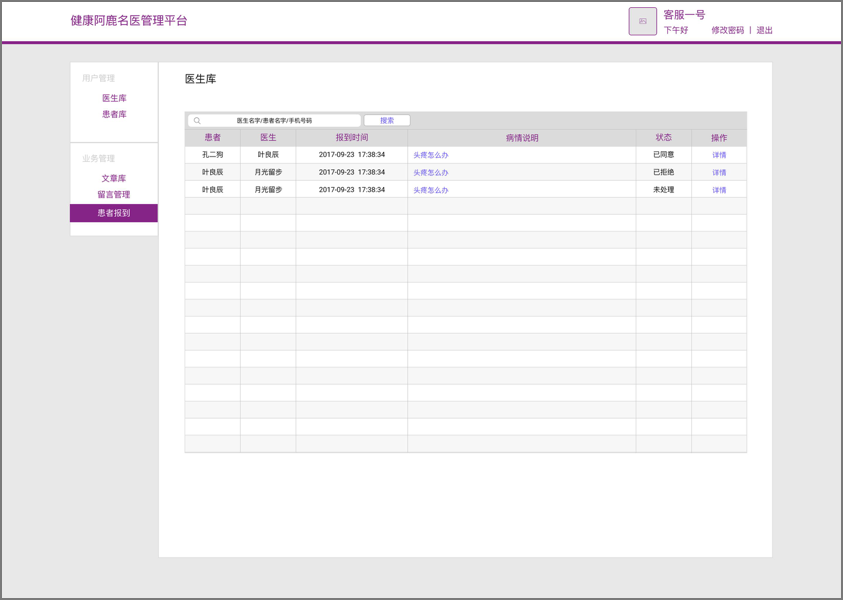 健康阿鹿名医管理平台
客服一号
下午好 修改密码 | 退出
用户管理
医生库
患者库
业务管理
文章库
留言管理
患者报到
医生库
医生名字/患者名字/手机号码 搜索
患者 医生 报到时间 病情说明 状态 操作
孔二狗 叶良辰 2017-09-23 17:38:34 头疼怎么办 已同意 详情
叶良辰 月光留步 2017-09-23 17:38:34 头疼怎么办 已拒绝 详情
叶良辰 月光留步 2017-09-23 17:38:34 头疼怎么办 未处理 详情